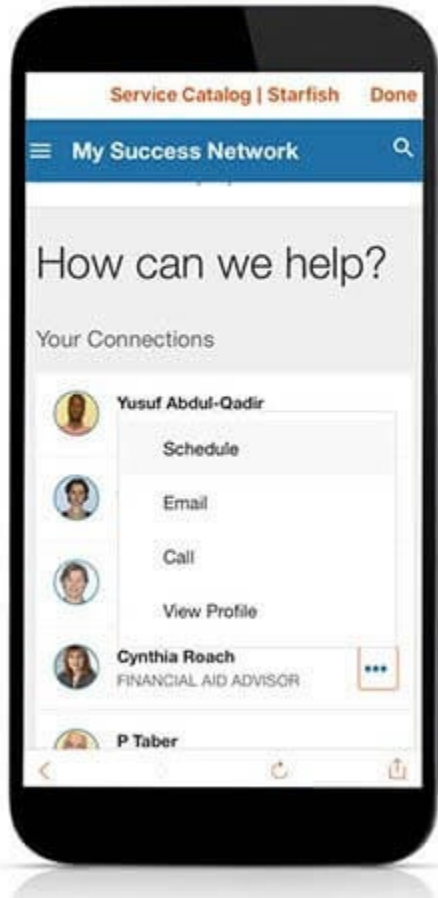 Service Catalog | Starfish Done
My Success Network
How can we help?
Your Connections
Yusuf Abdul-Qadir
Schedule
Email
Call
View Profile
Cynthia Roach
FINANCIAL AID ADVISOR
P Taber